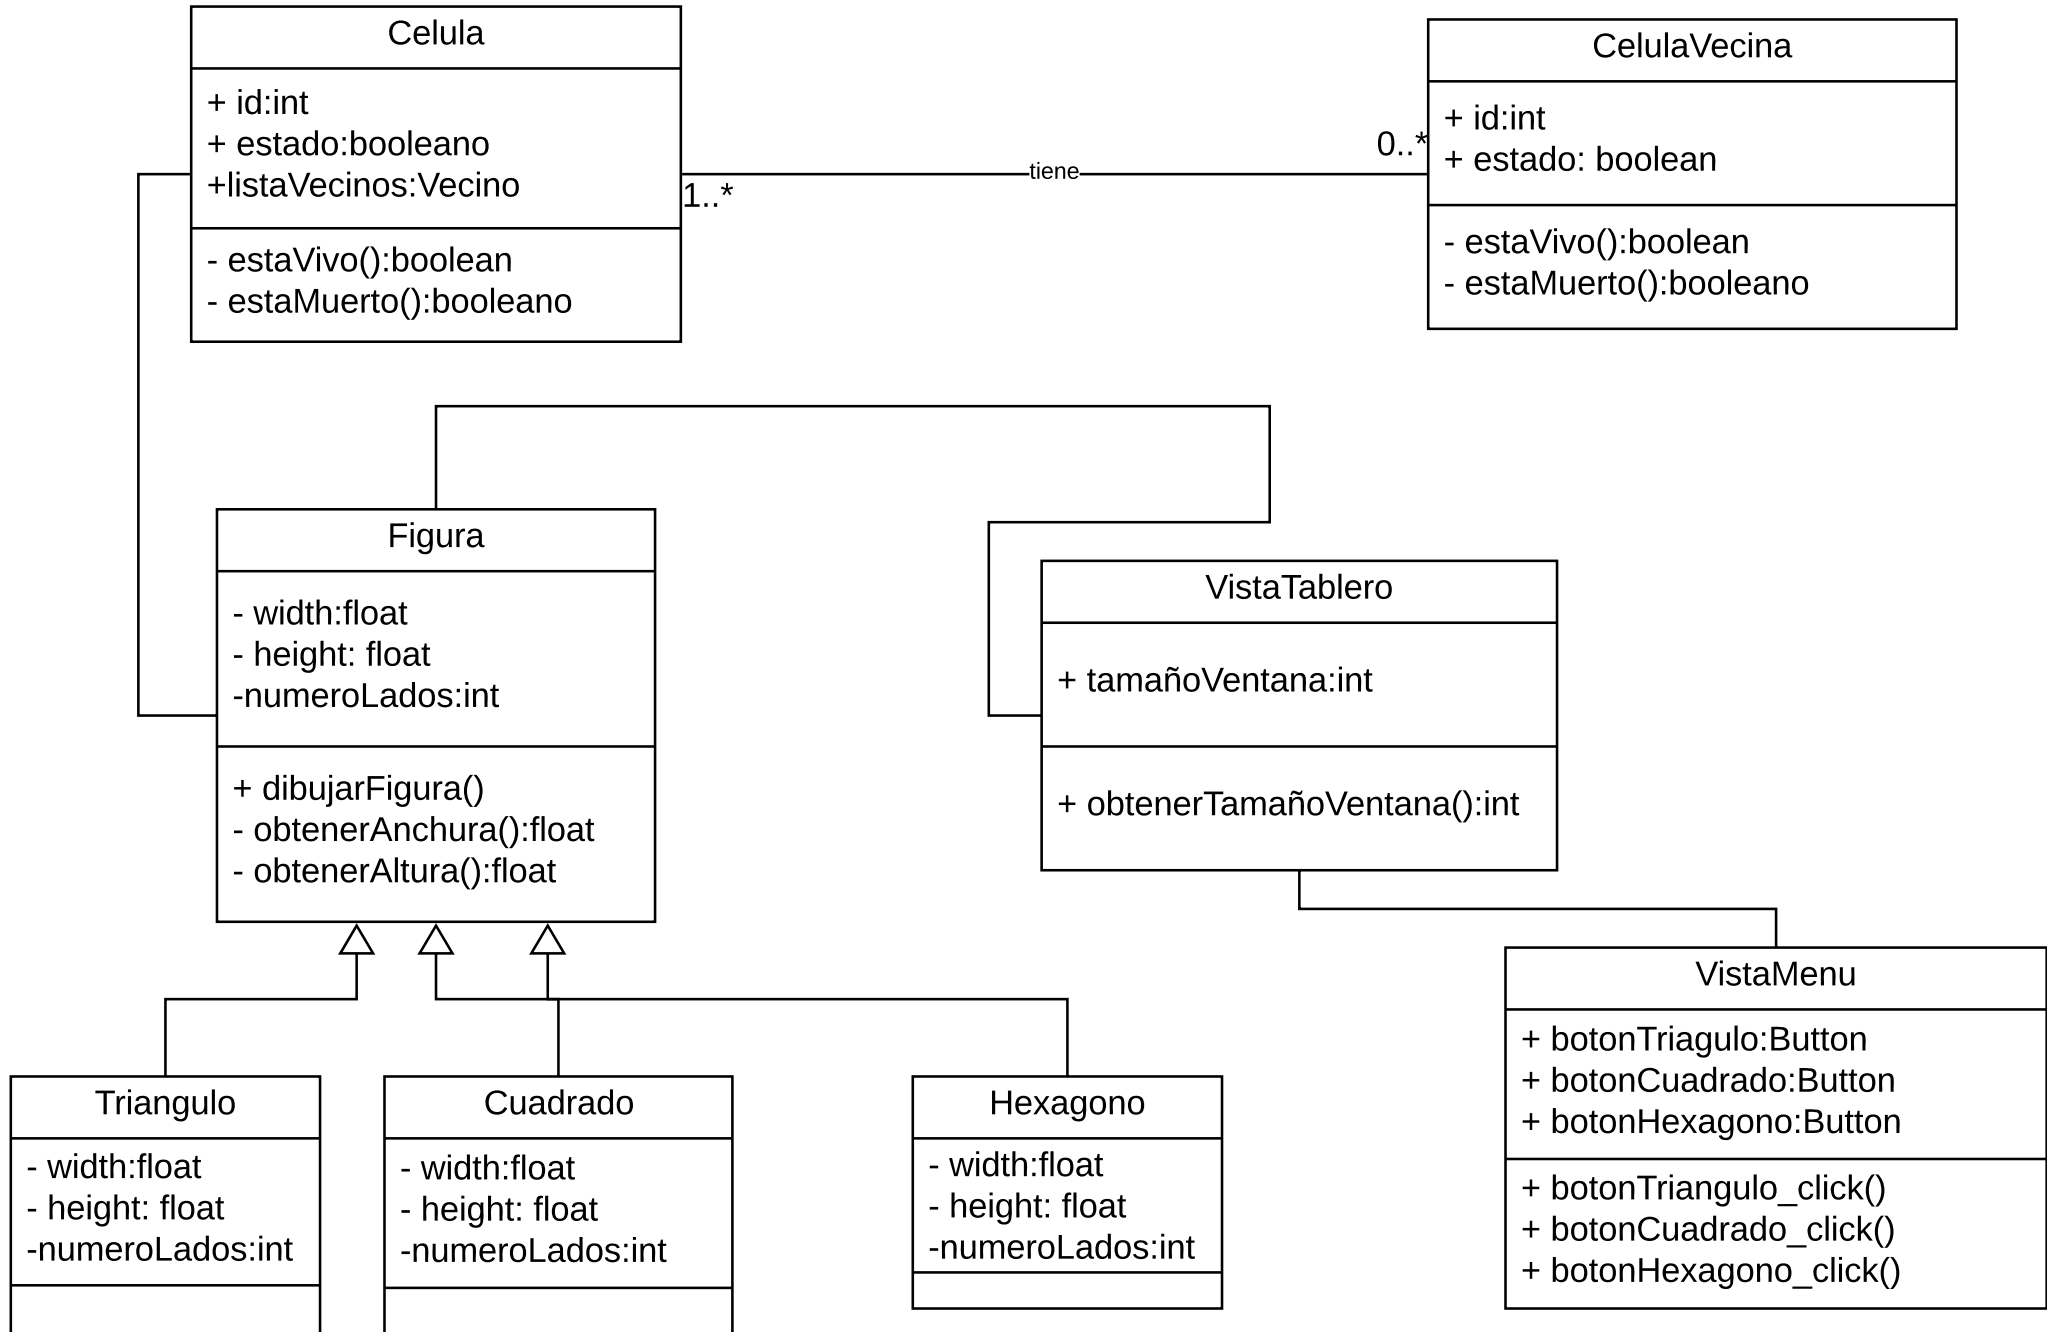 Celula
+ id:int
+ estado:booleano
+listaVecinos:Vecino
- estaVivo():boolean
- estaMuerto():booleano
1..*
tiene
0..*
CelulaVecina
+ id:int
+ estado: boolean
- estaVivo():boolean
- estaMuerto():booleano
Figura
- width:float
- height: float
-numeroLados:int
+ dibujarFigura()
- obtenerAnchura():float
- obtenerAltura():float
VistaTablero
+ tamañoVentana:int
+ obtenerTamañoVentana():int
Triangulo
- width:float
- height: float
-numeroLados:int
Cuadrado
- width:float
- height: float
-numeroLados:int
Hexagono
- width:float
- height: float
-numeroLados:int
VistaMenu
+ botonTriagulo:Button
+ botonCuadrado:Button
+ botonHexagono:Button
+ botonTriangulo_click()
+ botonCuadrado_click()
+ botonHexagono_click()